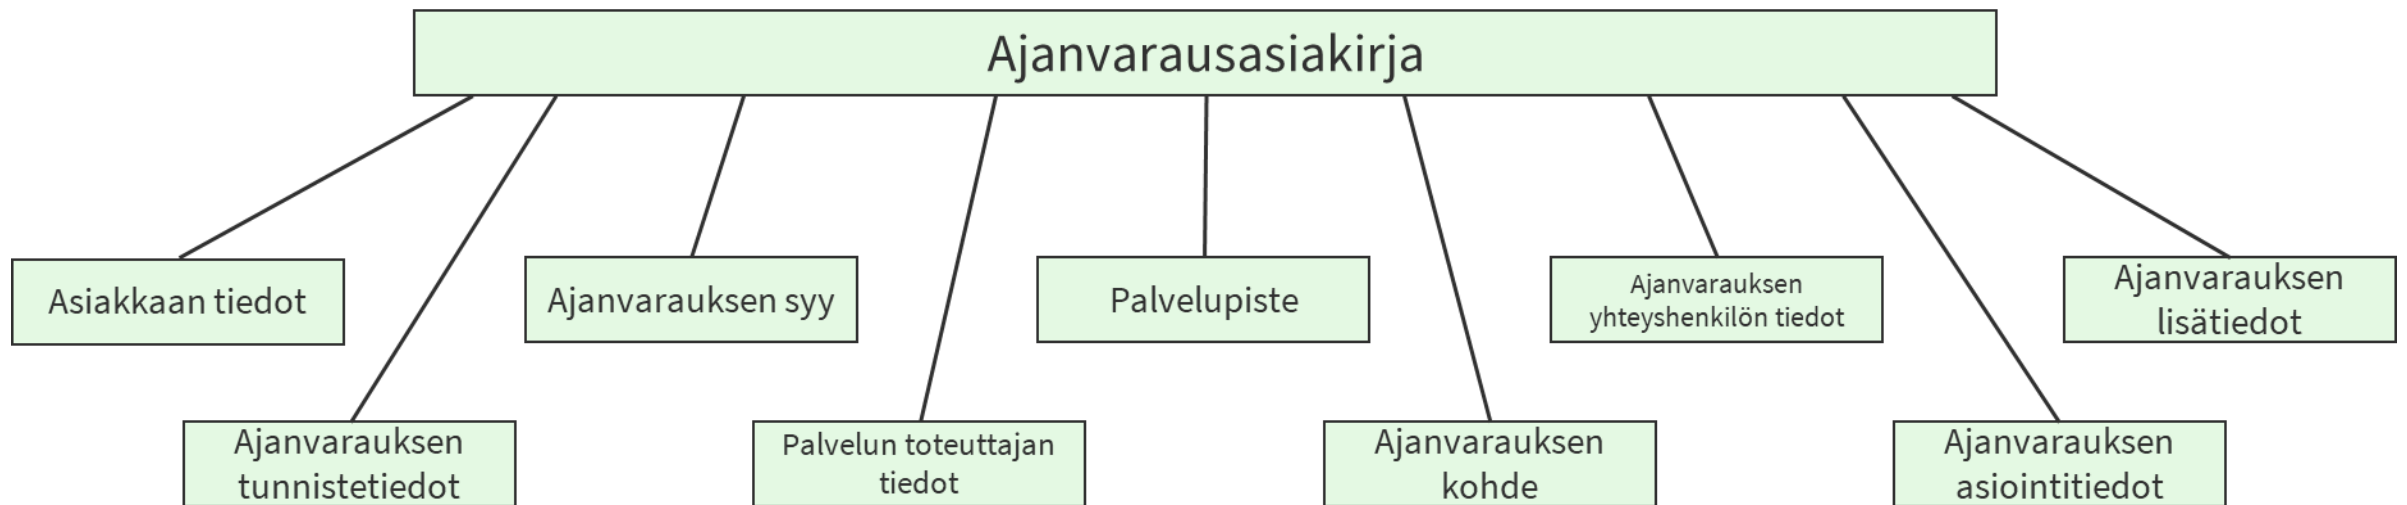 Ajanvarausasiakirja
Asiakkaan tiedot
Ajanvarauksen syy
Palvelupiste
Ajanvarauksen
yhteyshenkilön tiedot
Ajanvarauksen
lisätiedot
Ajanvarauksen
tunnistetiedot
Palvelun toteuttajan
tiedot
Ajanvarauksen
kohde
Ajanvarauksen
asiointitiedot